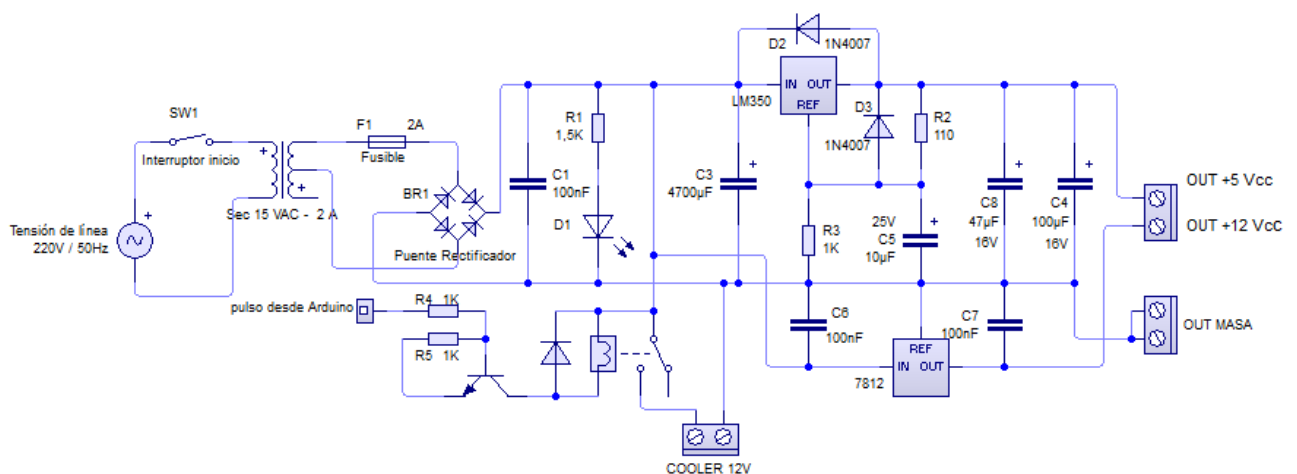 SW1
Interruptor inicio
Tensión de línea
220V / 50Hz
Sec 15 VAC - 2 A
F1 2A
Fusible
BR1
Puente Rectificador
C1
100nF
R1
1,5K
D1
C3
4700µF
D2 1N4007
IN OUT
REF
LM350
D3
1N4007
R2
110
R3
1K
25V
C5
10µF
C8
47µF
16V
C4
100µF
16V
OUT +5 Vcc
OUT +12 VcC
pulso desde Arduino
R4 1K
R5 1K
C6
100nF
C7
100nF
REF
IN OUT
7812
OUT MASA
COOLER 12V